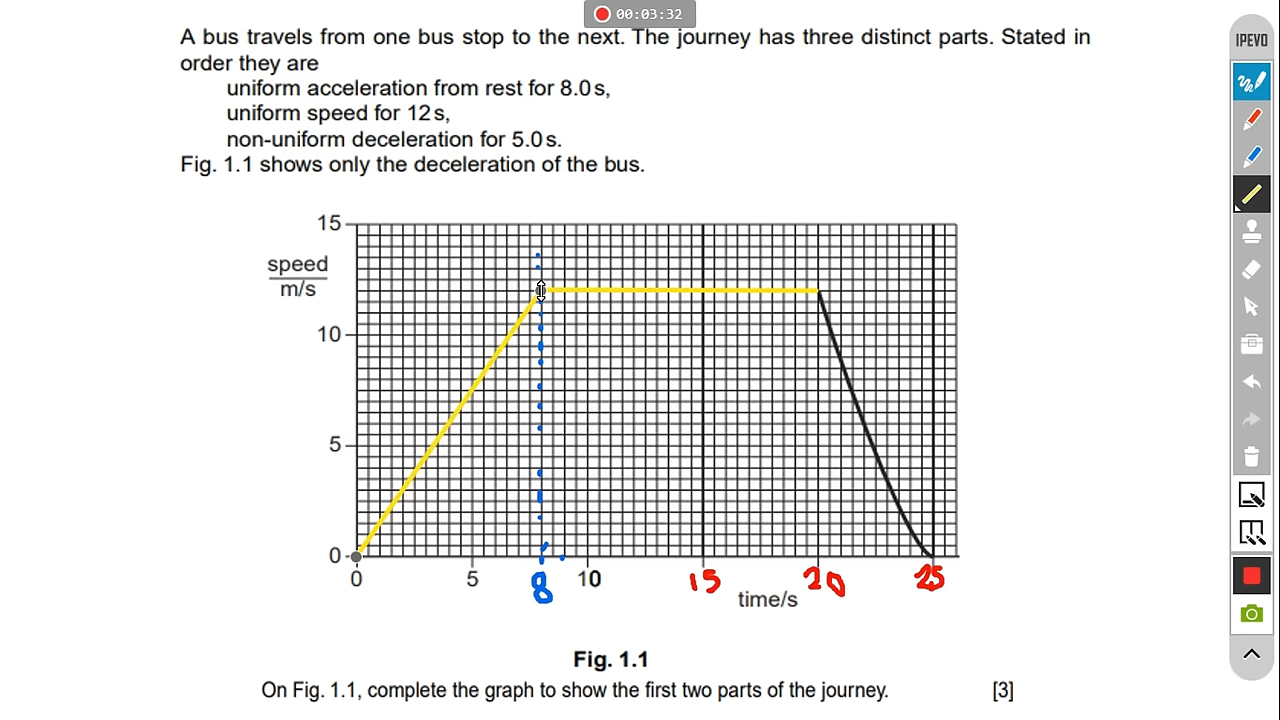 00:03:32
A bus travels from one bus stop to the next. The journey has three distinct parts. Stated in
order they are
uniform acceleration from rest for 8.0 s,
uniform speed for 12 s,
non-uniform deceleration for 5.0 s.
Fig. 1.1 shows only the deceleration of the bus.
IPEVO
15
speed
m/s
10
5
0
0 5 8 10 15 20 25
time/s
Fig. 1.1
On Fig. 1.1, complete the graph to show the first two parts of the journey. [3]